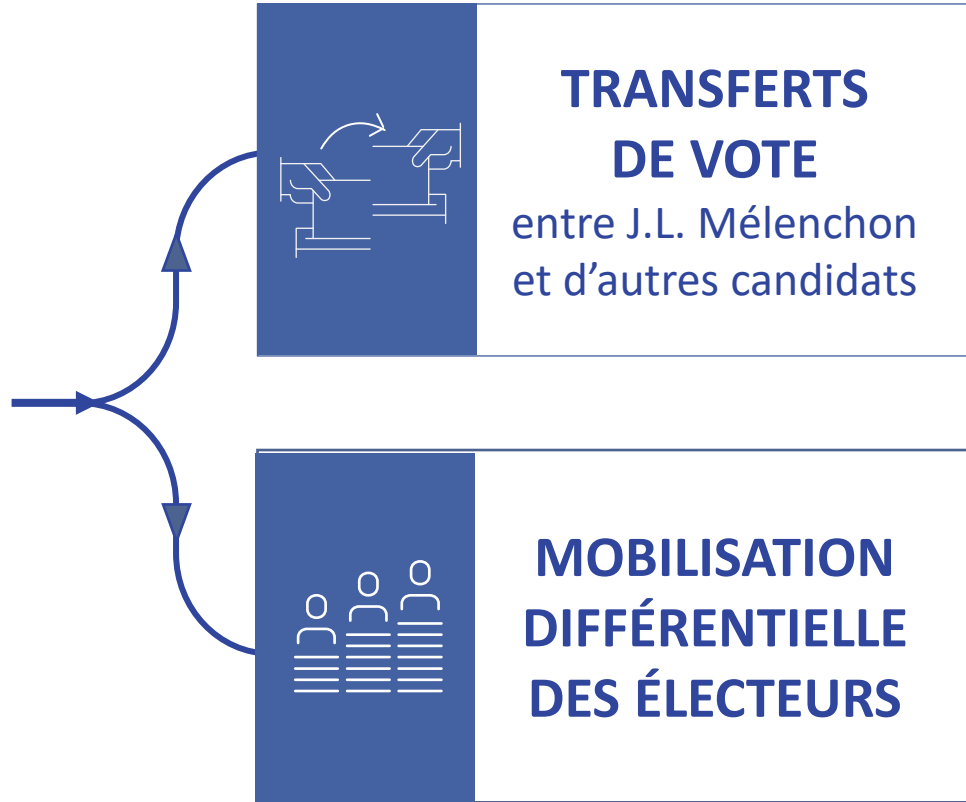 TRANSFERTS
DE VOTE
entre J.L. Mélenchon
et d’autres candidats
MOBILISATION
DIFFÉRENTIELLE
DES ÉLECTEURS